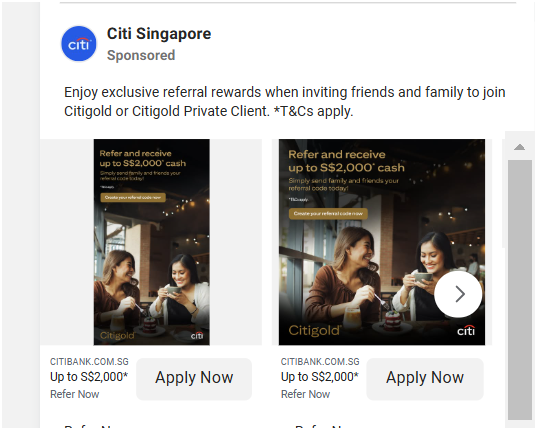 Citi Singapore
citi
Sponsored
Enjoy exclusive referral rewards when inviting friends and family to join
Citigold or Citigold Private Client. *T&Cs apply.
Refer and receive
up to S$2,000* cash
Simply send family and friends your
referral code today!
*T&Cs apply.
Create your referral code now
Citigold
citi
Refer and receive
up to S$2,000* cash
Simply send family and friends your
referral code today!
*T&Cs apply.
Create your referral code now
Citigold
citi
CITIBANK.COM.SG
Up to S$2,000*
Refer Now
Apply Now
CITIBANK.COM.SG
Up to S$2,000*
Refer Now
Apply Now